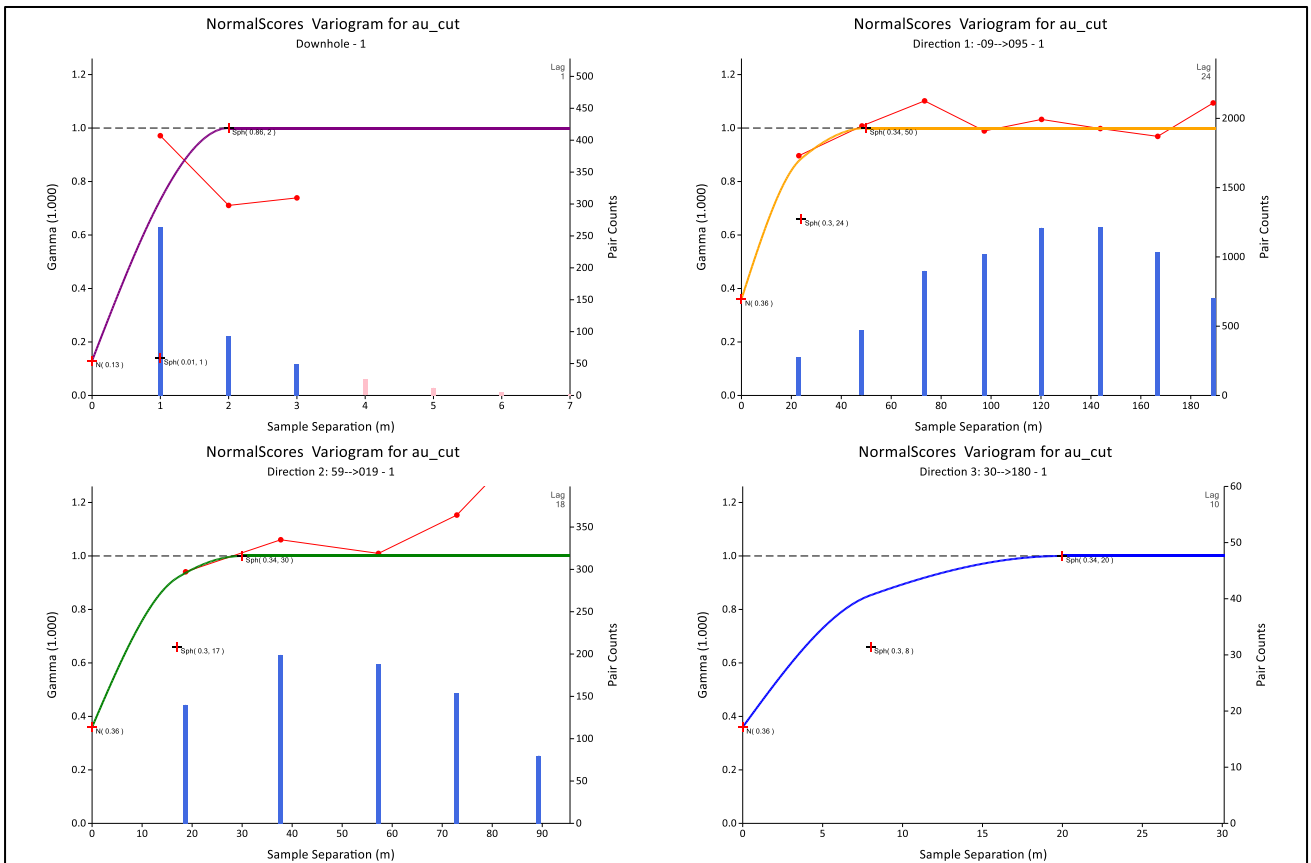 NormalScores Variogram for au_cut
Downhole - 1
Lag
1
1.2
1.0
0.8
0.6
0.4
0.2
0.0
Gamma (1.000)
500
450
400
350
300
250
200
150
100
50
0
Pair Counts
Sph( 0.86, 2 )
N( 0.13 )
Sph( 0.01, 1 )
0 1 2 3 4 5 6 7
Sample Separation (m)
NormalScores Variogram for au_cut
Direction 1: -09-->095 - 1
Lag
24
1.2
1.0
0.8
0.6
0.4
0.2
0.0
Gamma (1.000)
2000
1500
1000
500
0
Pair Counts
Sph( 0.34, 50 )
Sph( 0.3, 24 )
N( 0.36 )
0 20 40 60 80 100 120 140 160 180
Sample Separation (m)
NormalScores Variogram for au_cut
Direction 2: 59-->019 - 1
Lag
18
1.2
1.0
0.8
0.6
0.4
0.2
0.0
Gamma (1.000)
350
300
250
200
150
100
50
0
Pair Counts
Sph( 0.34, 30 )
Sph( 0.3, 17 )
N( 0.36 )
0 10 20 30 40 50 60 70 80 90
Sample Separation (m)
NormalScores Variogram for au_cut
Direction 3: 30-->180 - 1
Lag
10
1.2
1.0
0.8
0.6
0.4
0.2
0.0
Gamma (1.000)
60
50
40
30
20
10
0
Pair Counts
Sph( 0.34, 20 )
Sph( 0.3, 8 )
N( 0.36 )
0 5 10 15 20 25 30
Sample Separation (m)